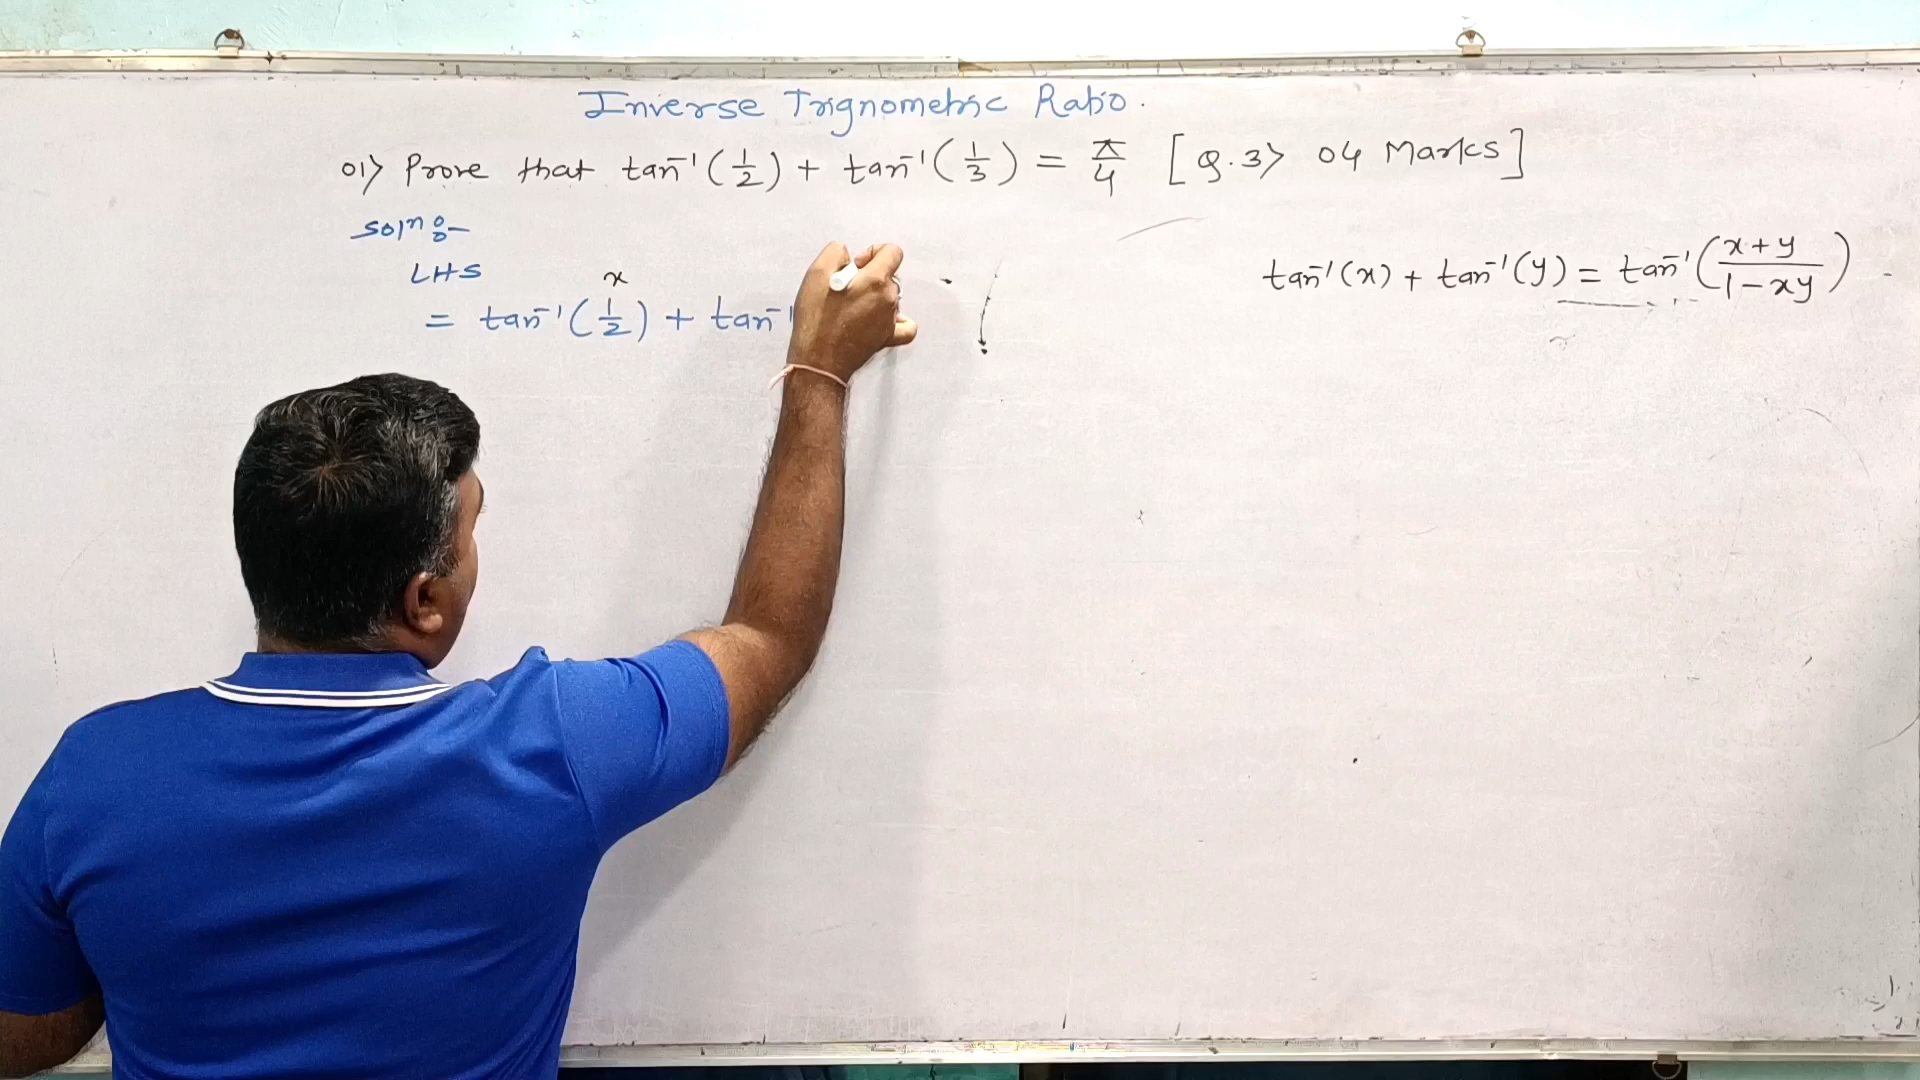 Inverse Trignometric Ratio.
01> Prove that tan⁻¹(1/2) + tan⁻¹(1/3) = π/4 [Q.3> 04 Marks]
Soln :-
tan⁻¹(x) + tan⁻¹(y) = tan⁻¹((x+y)/(1-xy))
LHS
x
= tan⁻¹(1/2) + tan⁻¹